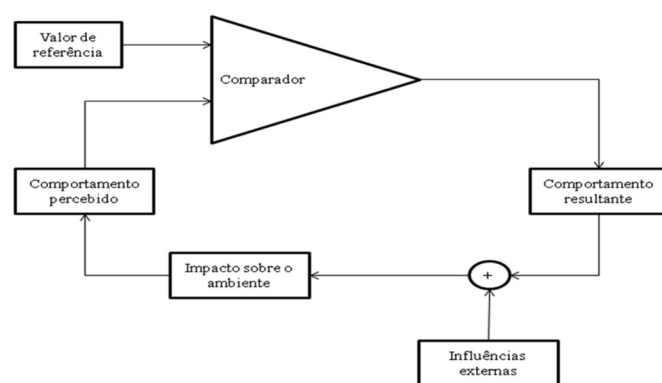 Valor de
referência
Comparador
Comportamento
percebido
Comportamento
resultante
Impacto sobre o
ambiente
+
Influências
externas